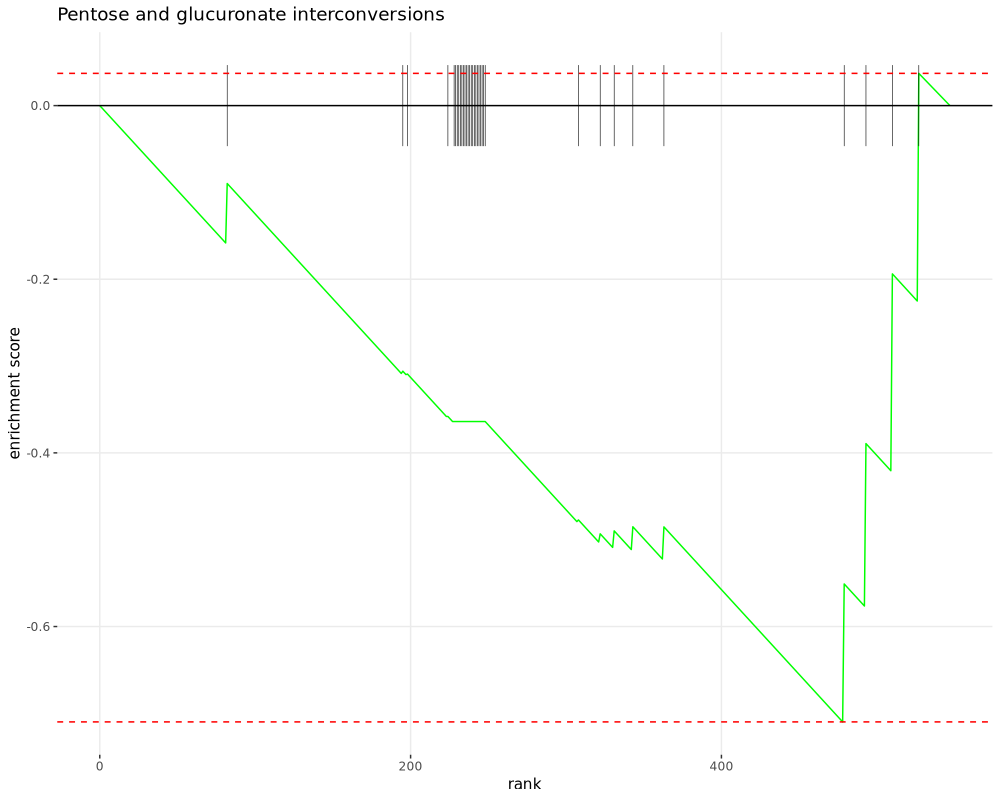 Pentose and glucuronate interconversions
enrichment score
0.0
-0.2
-0.4
-0.6
0
200
400
rank